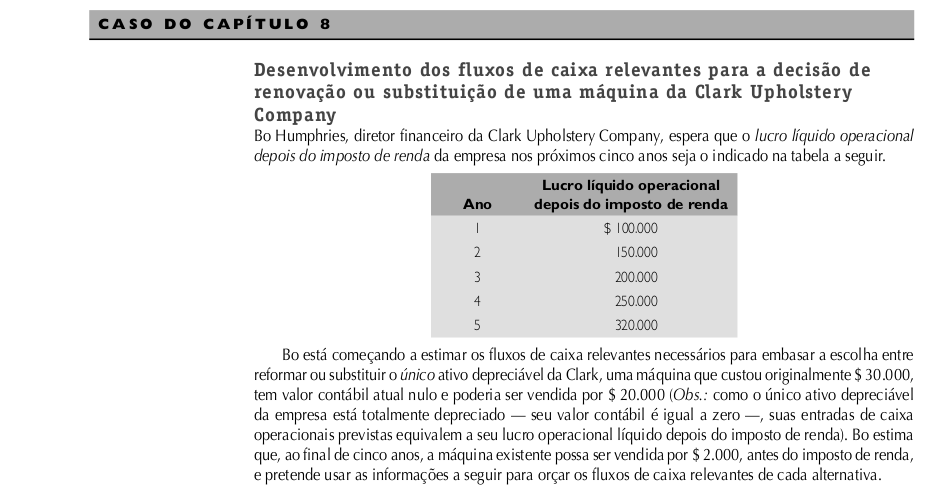 CASO DO CAPÍTULO 8
Desenvolvimento dos fluxos de caixa relevantes para a decisão de
renovação ou substituição de uma máquina da Clark Upholstery
Company
Bo Humphries, diretor financeiro da Clark Upholstery Company, espera que o lucro líquido operacional
depois do imposto de renda da empresa nos próximos cinco anos seja o indicado na tabela a seguir.
Lucro líquido operacional
Ano depois do imposto de renda
1 $ 100.000
2 150.000
3 200.000
4 250.000
5 320.000
Bo está começando a estimar os fluxos de caixa relevantes necessários para embasar a escolha entre
reformar ou substituir o único ativo depreciável da Clark, uma máquina que custou originalmente $ 30.000,
tem valor contábil atual nulo e poderia ser vendida por $ 20.000 (Obs.: como o único ativo depreciável
da empresa está totalmente depreciado — seu valor contábil é igual a zero —, suas entradas de caixa
operacionais previstas equivalem a seu lucro operacional líquido depois do imposto de renda). Bo estima
que, ao final de cinco anos, a máquina existente possa ser vendida por $ 2.000, antes do imposto de renda,
e pretende usar as informações a seguir para orçar os fluxos de caixa relevantes de cada alternativa.